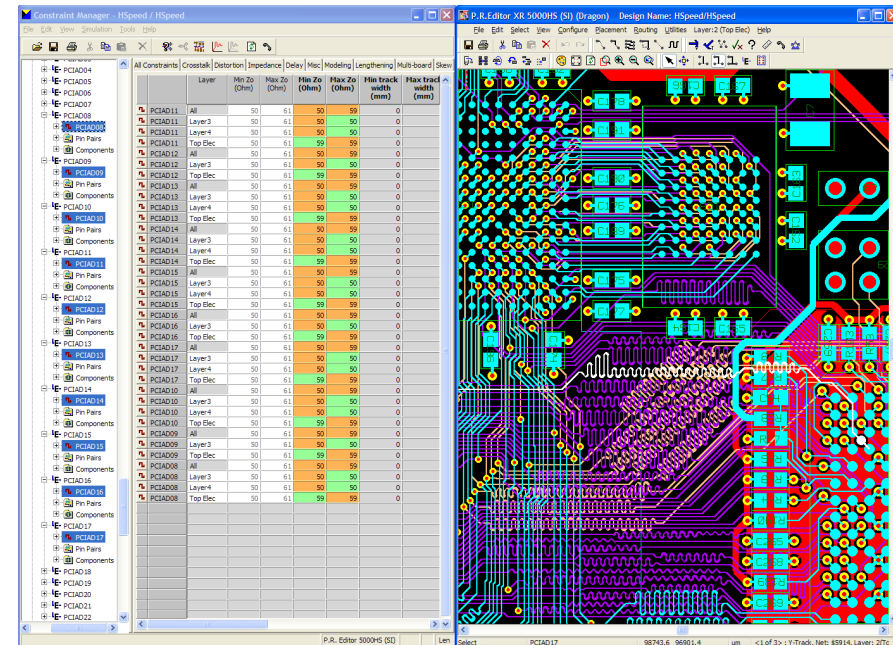 Constraint Manager - HSpeed / HSpeed
File Edit View Simulation Tools Help
All Constraints Crosstalk Distortion Impedance Delay Misc Modeling Lengthening Multi-board Skew
Layer Min Zo (Ohm) Max Zo (Ohm) Min Zo (Ohm) Max Zo (Ohm) Min track width (mm) Max track width (mm)
PCIAD11 All 50 61 50 59 0
PCIAD11 Layer3 50 61 50 50 0
PCIAD11 Layer4 50 61 50 50 0
PCIAD11 Top Elec 50 61 59 59 0
PCIAD12 All 50 61 50 59 0
PCIAD12 Layer3 50 61 50 50 0
PCIAD12 Top Elec 50 61 59 59 0
PCIAD13 All 50 61 50 59 0
PCIAD13 Layer3 50 61 50 50 0
PCIAD13 Layer4 50 61 50 50 0
PCIAD13 Top Elec 50 61 59 59 0
PCIAD14 All 50 61 50 59 0
PCIAD14 Layer3 50 61 50 50 0
PCIAD14 Layer4 50 61 50 50 0
PCIAD14 Top Elec 50 61 59 59 0
PCIAD15 All 50 61 50 59 0
PCIAD15 Layer3 50 61 50 50 0
PCIAD15 Layer4 50 61 50 50 0
PCIAD15 Top Elec 50 61 59 59 0
PCIAD16 All 50 61 50 59 0
PCIAD16 Layer3 50 61 50 50 0
PCIAD16 Top Elec 50 61 59 59 0
PCIAD17 All 50 61 50 59 0
PCIAD17 Layer3 50 61 50 50 0
PCIAD17 Layer4 50 61 50 50 0
PCIAD17 Top Elec 50 61 59 59 0
PCIAD10 All 50 61 50 59 0
PCIAD10 Layer3 50 61 50 50 0
PCIAD10 Layer4 50 61 50 50 0
PCIAD10 Top Elec 50 61 59 59 0
PCIAD09 All 50 61 50 59 0
PCIAD09 Layer3 50 61 50 50 0
PCIAD09 Top Elec 50 61 59 59 0
PCIAD08 All 50 61 50 59 0
PCIAD08 Layer3 50 61 50 50 0
PCIAD08 Layer4 50 61 50 50 0
PCIAD08 Top Elec 50 61 59 59 0
PCIAD04
PCIAD05
PCIAD06
PCIAD07
PCIAD08
PCIAD08
Pin Pairs
Components
PCIAD09
PCIAD09
Pin Pairs
Components
PCIAD10
PCIAD10
Pin Pairs
Components
PCIAD11
PCIAD11
Pin Pairs
Components
PCIAD12
PCIAD12
Pin Pairs
Components
PCIAD13
PCIAD13
Pin Pairs
Components
PCIAD14
PCIAD14
Pin Pairs
Components
PCIAD15
PCIAD15
Pin Pairs
Components
PCIAD16
PCIAD16
Pin Pairs
Components
PCIAD17
PCIAD17
Pin Pairs
Components
PCIAD18
PCIAD19
PCIAD20
PCIAD21
PCIAD22
P.R. Editor 5000HS (SI) Len
P.R.Editor XR 5000HS (SI) (Dragon) Design Name: HSpeed/HSpeed
File Edit Select View Configure Placement Routing Utilities Layer:2 (Top Elec) Help
Select PCIAD17 98743.6 96901.4 um <1 of 3> : Y-Track, Net: $5914, Layer: 2(Tc